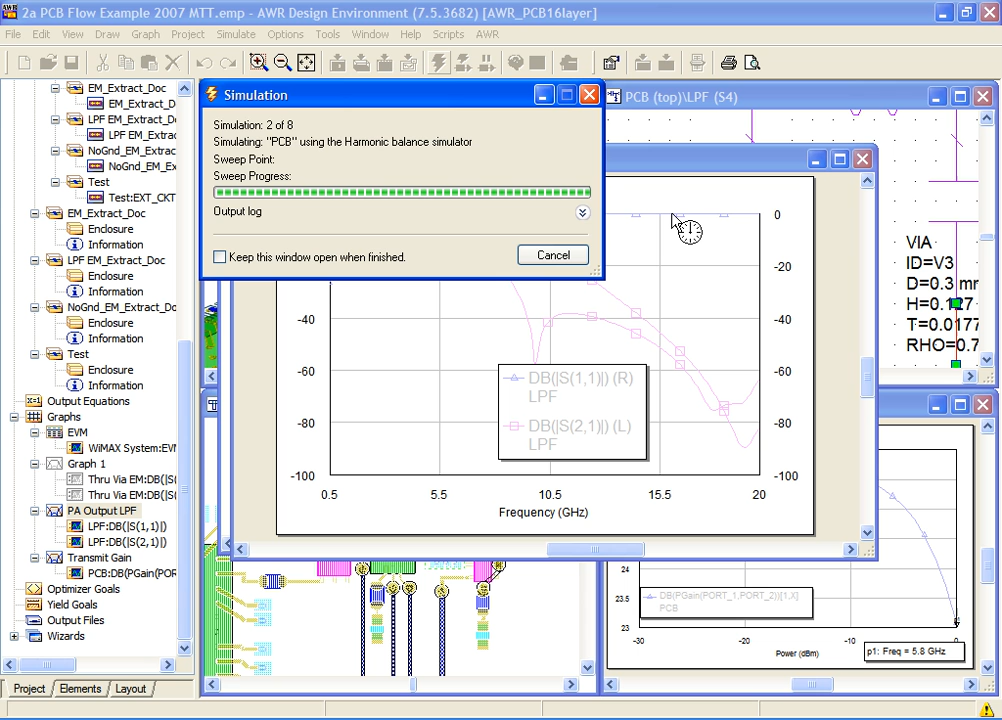 2a PCB Flow Example 2007 MTT.emp - AWR Design Environment (7.5.3682) [AWR_PCB16layer]
File Edit View Draw Graph Project Simulate Options Tools Window Help Scripts AWR
EM_Extract_Doc
EM_Extract_D
LPF EM_Extract_Do
LPF EM_Extrac
NoGnd_EM_Extrac
NoGnd_EM_Ex
Test
Test:EXT_CKT
EM_Extract_Doc
Enclosure
Information
LPF EM_Extract_Doc
Enclosure
Information
NoGnd_EM_Extract_Do
Enclosure
Information
Test
Enclosure
Information
Output Equations
Graphs
EVM
WiMAX System:EVM
Graph 1
Thru Via EM:DB(|S(
Thru Via EM:DB(|S(
PA Output LPF
LPF:DB(|S(1,1)|)
LPF:DB(|S(2,1)|)
Transmit Gain
PCB:DB(PGain(POR
Optimizer Goals
Yield Goals
Output Files
Wizards
Project Elements Layout
Simulation
Simulation: 2 of 8
Simulating: "PCB" using the Harmonic balance simulator
Sweep Point:
Sweep Progress:
Output log
Keep this window open when finished.
Cancel
PCB (top)\LPF (S4)
VIA
ID=V3
D=0.3 mm
H=0.127
T=0.0177
RHO=0.7
0
-20
-40 -40
-60 -60
-80 -80
-100 -100
0.5 5.5 10.5 15.5 20
Frequency (GHz)
DB(|S(1,1)|) (R)
LPF
DB(|S(2,1)|) (L)
LPF
24
23.5
23
DB(PGain(PORT_1,PORT_2))[1,X]
PCB
-30 -20 -10 0
Power (dBm)
p1: Freq = 5.8 GHz